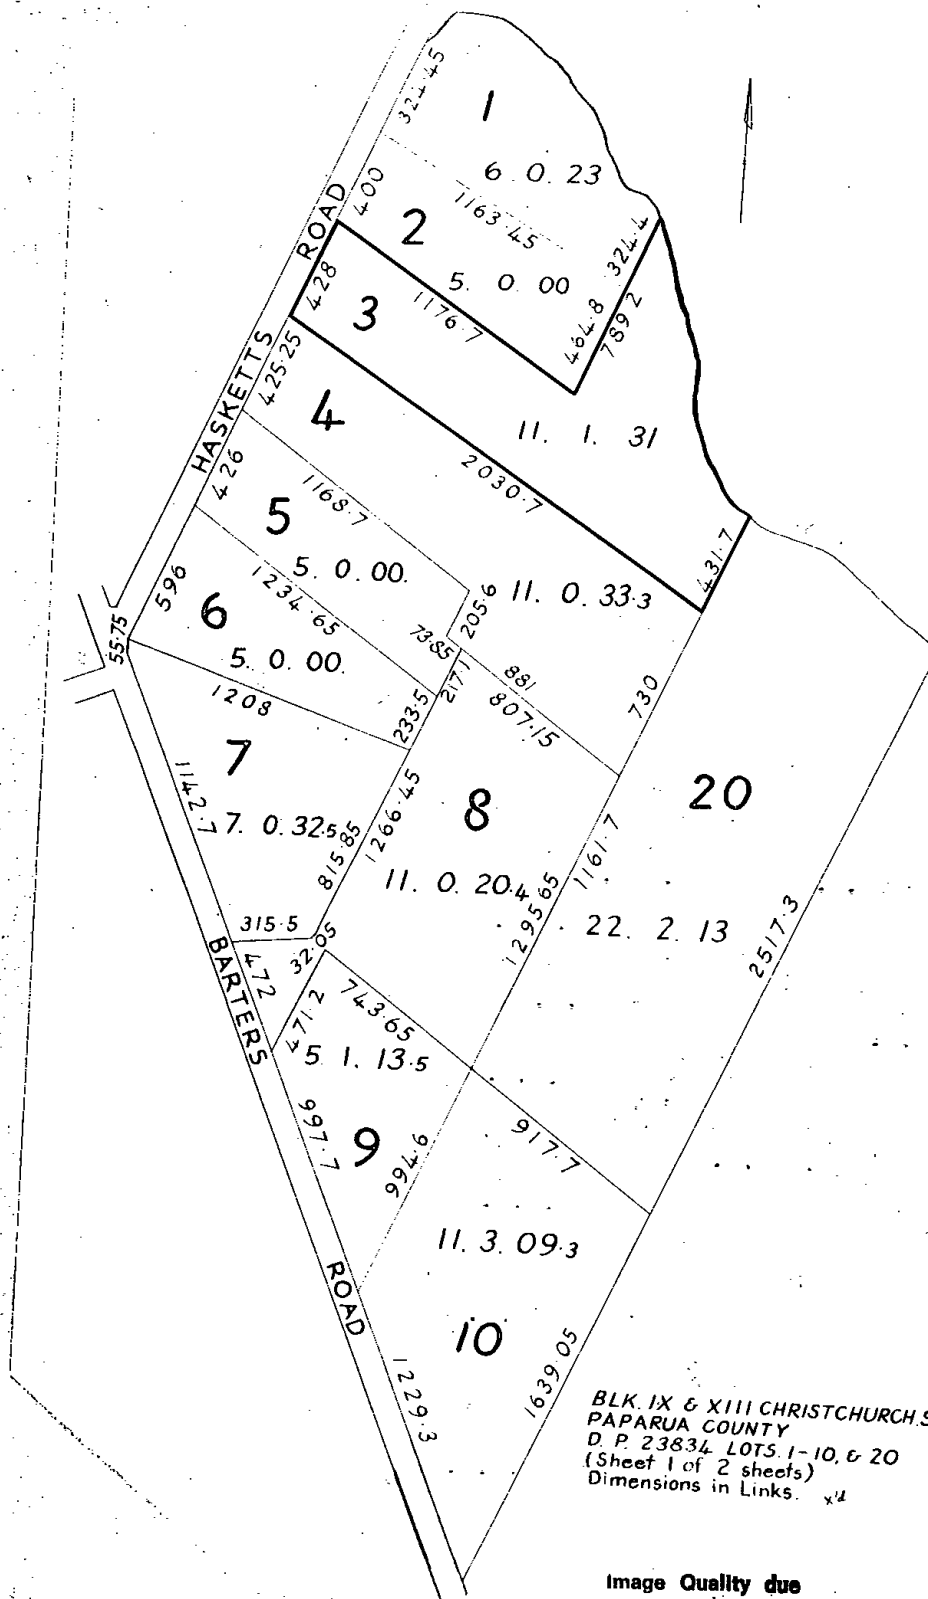 324.45
1
6. 0. 23
400
2
1163.45
5. 0. 00
324.4
464.8
789.2
HASKETTS ROAD
428
3
1176.7
11. 1. 31
425.25
4
2030.7
431.7
11. 0. 33.3
426
5
1168.7
5. 0. 00.
205.6
596
6
1234.65
5. 0. 00.
73.85
217.1
881
807.15
730
55.75
1208
233.5
7
1142.7
7. 0. 32.5
815.85
1266.45
8
11. 0. 20.4
1295.65
1161.7
20
22. 2. 13
2517.3
315.5
32.05
472
471.2
743.65
5 1. 13.5
9
997.7
994.6
917.7
BARTERS ROAD
11. 3. 09.3
10
1229.3
1639.05
BLK. IX & XIII CHRISTCHURCH.S
PAPARUA COUNTY
D. P. 23834 LOTS. 1-10, & 20
(Sheet 1 of 2 sheets)
Dimensions in Links. x'd
Image Quality due